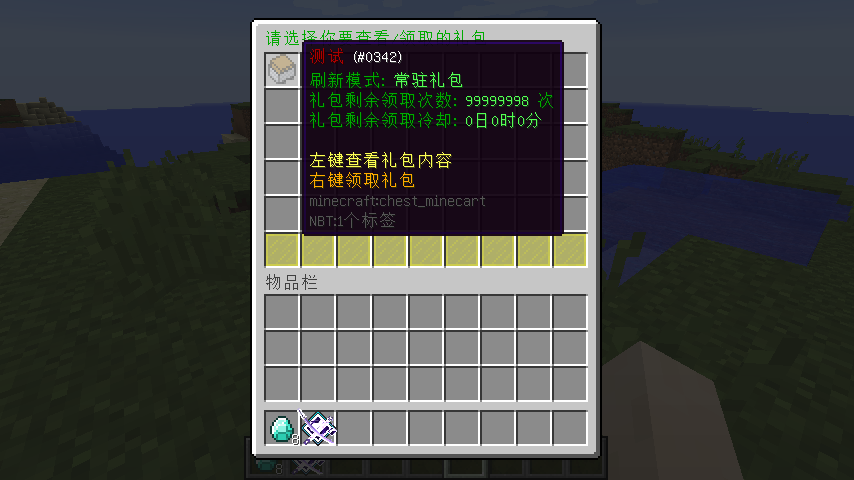 请选择你要查看/领取的礼包
测试 (#0342)
刷新模式: 常驻礼包
礼包剩余领取次数: 99999998 次
礼包剩余领取冷却: 0日0时0分
左键查看礼包内容
右键领取礼包
minecraft:chest_minecart
NBT:1个标签
物品栏
8
8